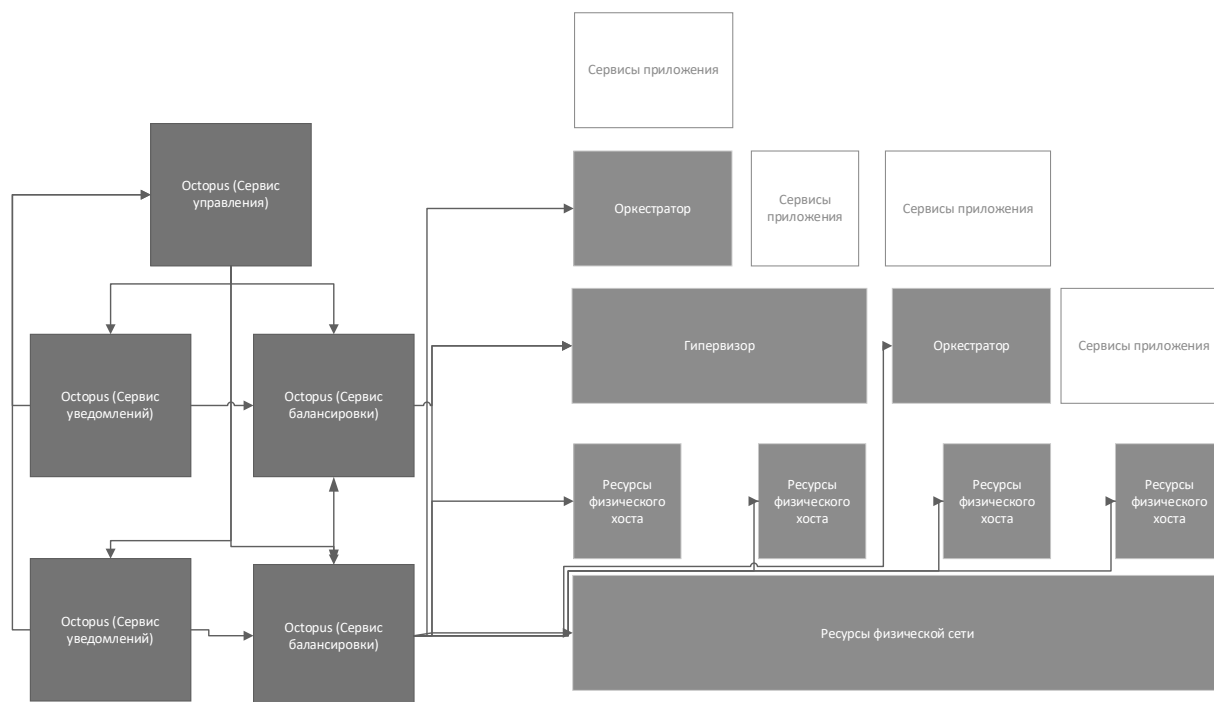 Сервисы приложения
Octopus (Сервис
управления)
Оркестратор
Сервисы
приложения
Сервисы приложения
Octopus (Сервис
уведомлений)
Octopus (Сервис
балансировки)
Гипервизор
Оркестратор
Сервисы приложения
Ресурсы
физического
хоста
Ресурсы
физического
хоста
Ресурсы
физического
хоста
Ресурсы
физического
хоста
Octopus (Сервис
уведомлений)
Octopus (Сервис
балансировки)
Ресурсы физической сети